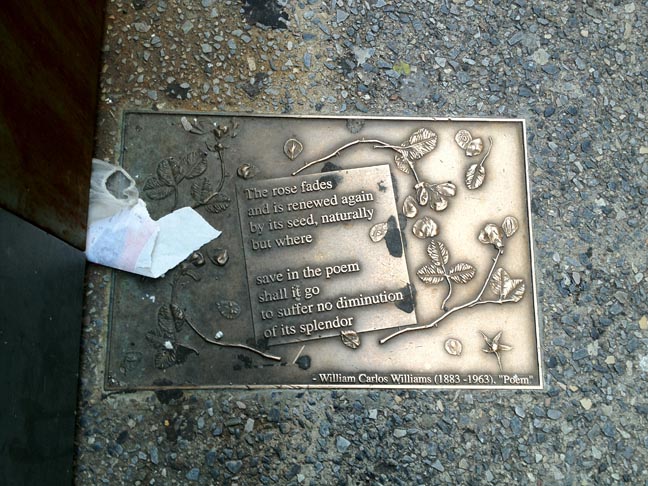 The rose fades
and is renewed again
by its seed, naturally
but where
save in the poem
shall it go
to suffer no diminution
of its splendor
- William Carlos Williams (1883 -1963), "Poem"